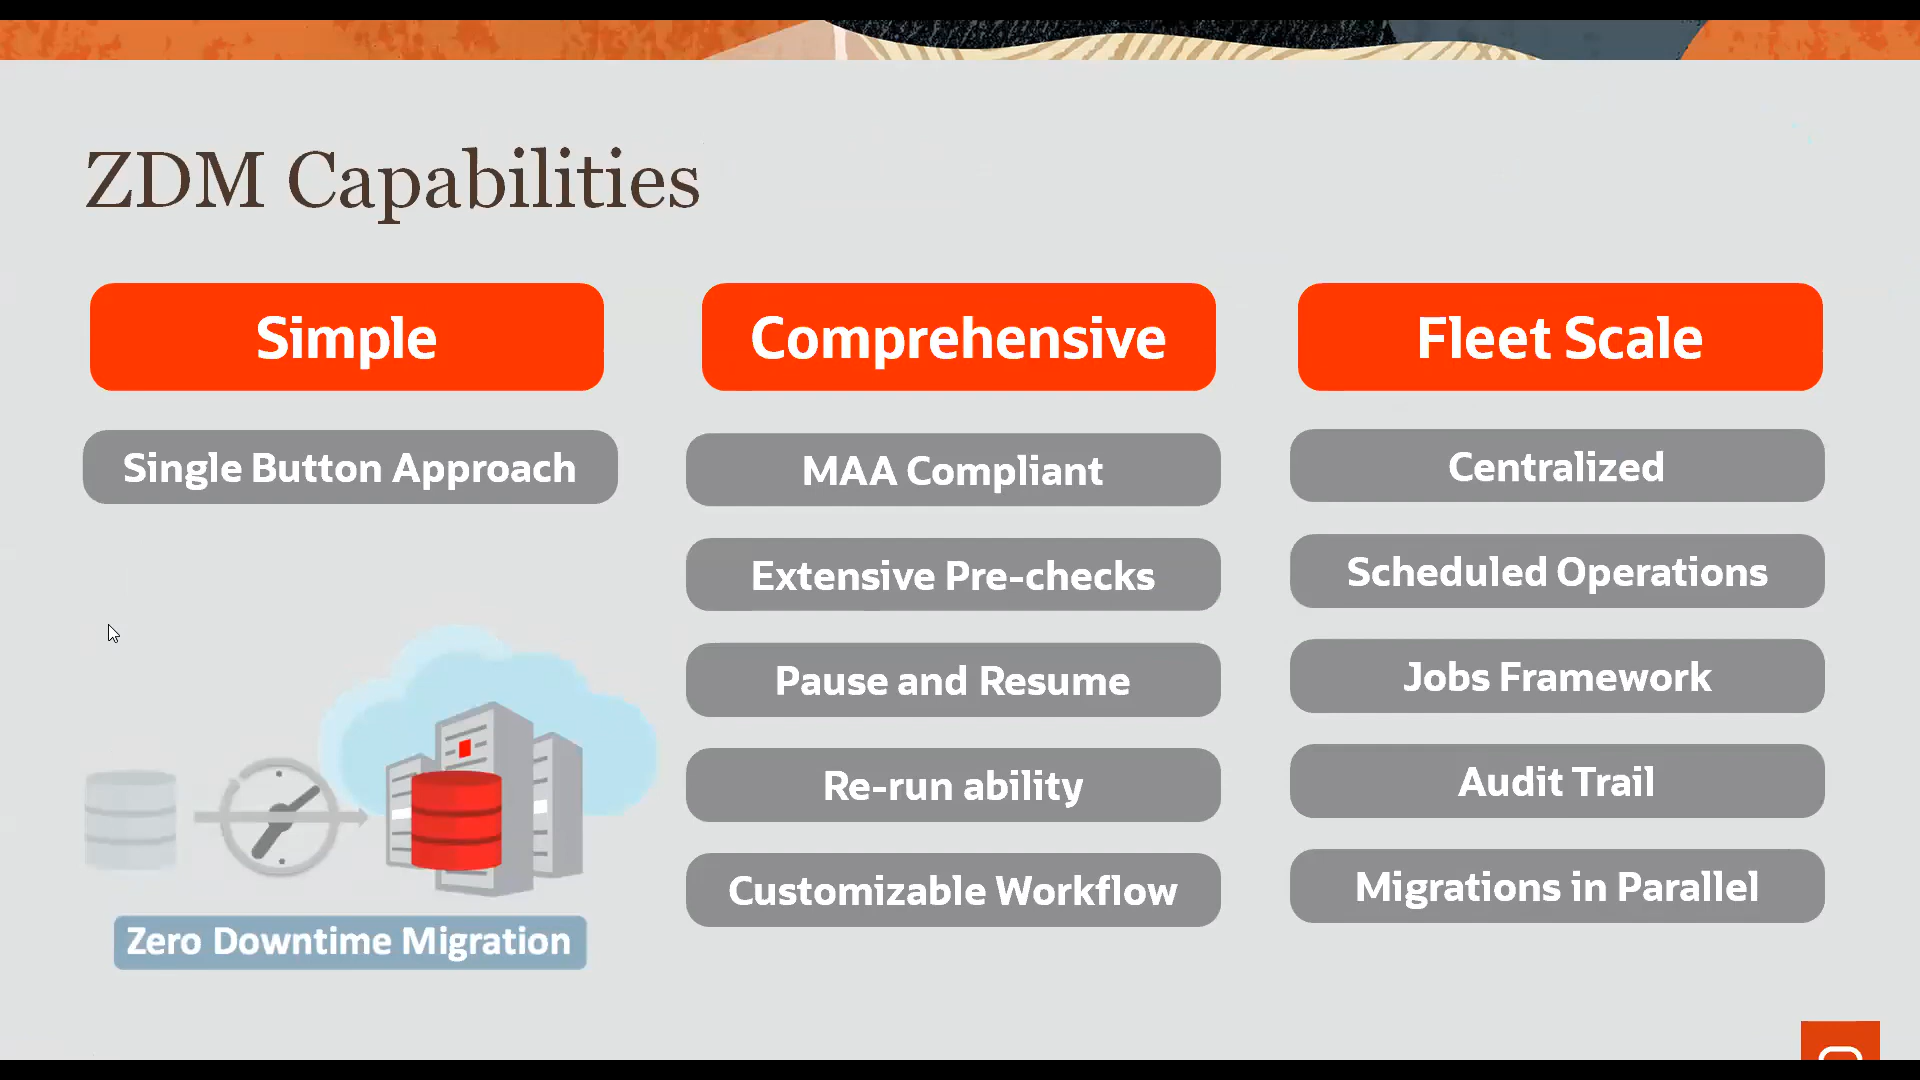 ZDM Capabilities
Simple
Single Button Approach
Zero Downtime Migration
Comprehensive
MAA Compliant
Extensive Pre-checks
Pause and Resume
Re-run ability
Customizable Workflow
Fleet Scale
Centralized
Scheduled Operations
Jobs Framework
Audit Trail
Migrations in Parallel